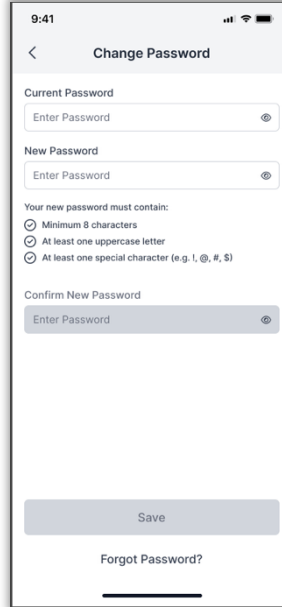 9:41
Change Password
Current Password
Enter Password
New Password
Enter Password
Your new password must contain:
Minimum 8 characters
At least one uppercase letter
At least one special character (e.g. !, @, #, $)
Confirm New Password
Enter Password
Save
Forgot Password?